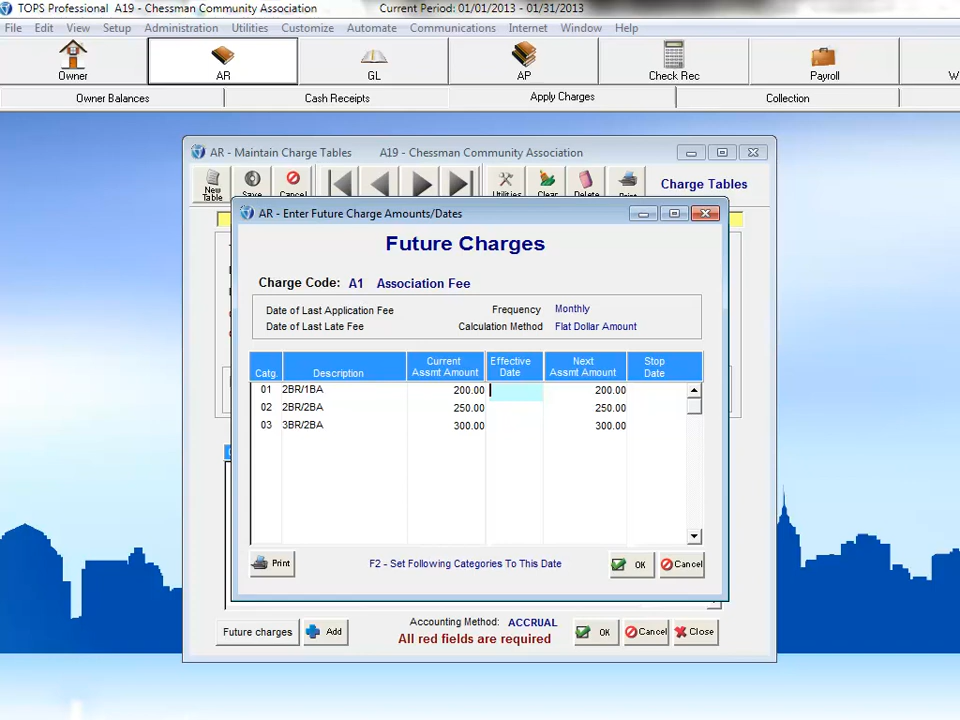 TOPS Professional A19 - Chessman Community Association Current Period: 01/01/2013 - 01/31/2013
File Edit View Setup Administration Utilities Customize Automate Communications Internet Window Help
Owner AR GL AP Check Rec Payroll W
Owner Balances Cash Receipts Apply Charges Collection
AR - Maintain Charge Tables A19 - Chessman Community Association
New Table Save Cancel Utilities Clear Delete Print Charge Tables
AR - Enter Future Charge Amounts/Dates
Future Charges
Charge Code: A1 Association Fee
Date of Last Application Fee Frequency Monthly
Date of Last Late Fee Calculation Method Flat Dollar Amount
Catg. Description Current Assmt Amount Effective Date Next Assmt Amount Stop Date
01 2BR/1BA 200.00 200.00
02 2BR/2BA 250.00 250.00
03 3BR/2BA 300.00 300.00
Print F2 - Set Following Categories To This Date OK Cancel
Accounting Method: ACCRUAL
Future charges Add All red fields are required OK Cancel Close